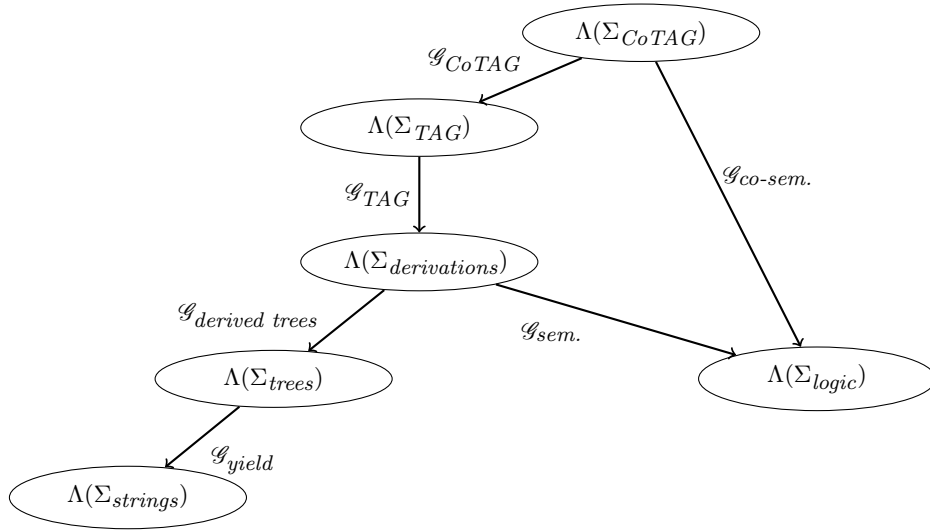 Λ(Σ_CoTAG)
𝒢_CoTAG
Λ(Σ_TAG)
𝒢_co-sem.
𝒢_TAG
Λ(Σ_derivations)
𝒢_derived trees
𝒢_sem.
Λ(Σ_trees)
Λ(Σ_logic)
𝒢_yield
Λ(Σ_strings)